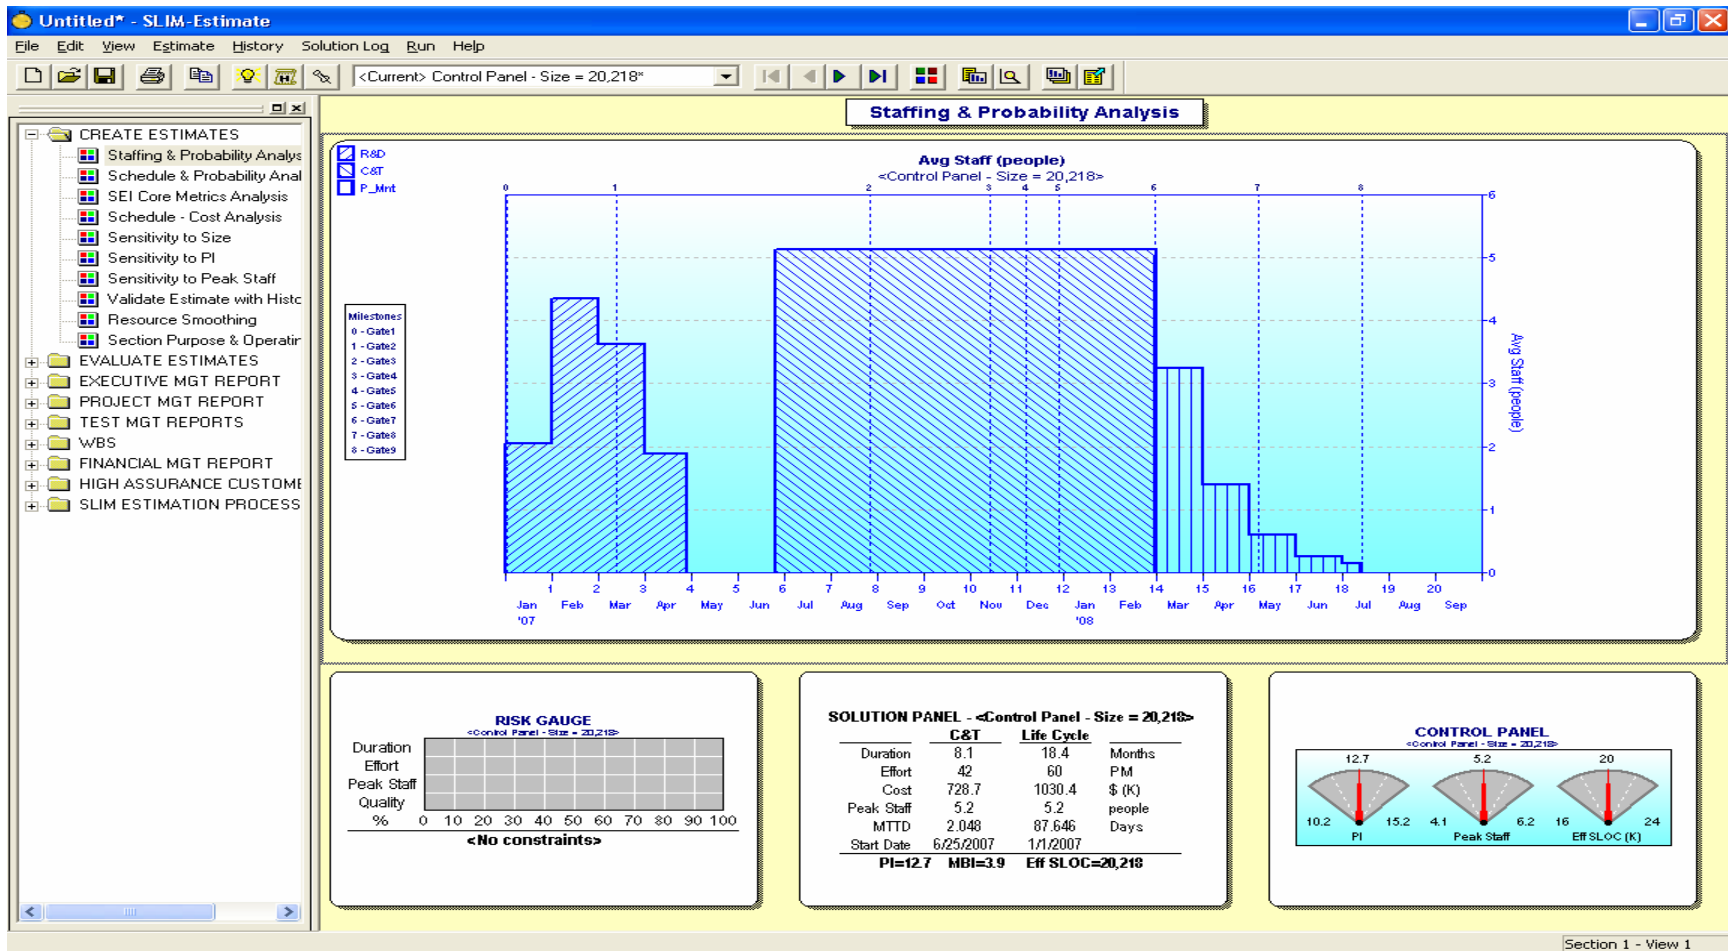 Untitled* - SLIM-Estimate
File Edit View Estimate History Solution Log Run Help
<Current> Control Panel - Size = 20,218*
CREATE ESTIMATES
Staffing & Probability Analys
Schedule & Probability Anal
SEI Core Metrics Analysis
Schedule - Cost Analysis
Sensitivity to Size
Sensitivity to PI
Sensitivity to Peak Staff
Validate Estimate with Histc
Resource Smoothing
Section Purpose & Operatir
EVALUATE ESTIMATES
EXECUTIVE MGT REPORT
PROJECT MGT REPORT
TEST MGT REPORTS
WBS
FINANCIAL MGT REPORT
HIGH ASSURANCE CUSTOME
SLIM ESTIMATION PROCESS
Staffing & Probability Analysis
R&D
C&T
P_Mnt
Avg Staff (people)
<Control Panel - Size = 20,218>
0 1 2 3 4 5 6 7 8
Milestones
0 - Gate1
1 - Gate2
2 - Gate3
3 - Gate4
4 - Gate5
5 - Gate6
6 - Gate7
7 - Gate8
8 - Gate9
6
5
4
3
2
1
0
Avg Staff (people)
1 2 3 4 5 6 7 8 9 10 11 12 13 14 15 16 17 18 19 20
Jan Feb Mar Apr May Jun Jul Aug Sep Oct Nov Dec Jan Feb Mar Apr May Jun Jul Aug Sep
'07 '08
RISK GAUGE
<Control Panel - Size = 20,218>
Duration
Effort
Peak Staff
Quality
% 0 10 20 30 40 50 60 70 80 90 100
<No constraints>
SOLUTION PANEL - <Control Panel - Size = 20,218>
C&T Life Cycle
Duration 8.1 18.4 Months
Effort 42 60 PM
Cost 728.7 1030.4 $ (K)
Peak Staff 5.2 5.2 people
MTTD 2.048 87.646 Days
Start Date 6/25/2007 1/1/2007
PI=12.7 MBI=3.9 Eff SLOC=20,218
CONTROL PANEL
<Control Panel - Size = 20,218>
12.7 5.2 20
10.2 15.2 4.1 6.2 16 24
PI Peak Staff Eff SLOC (K)
Section 1 - View 1